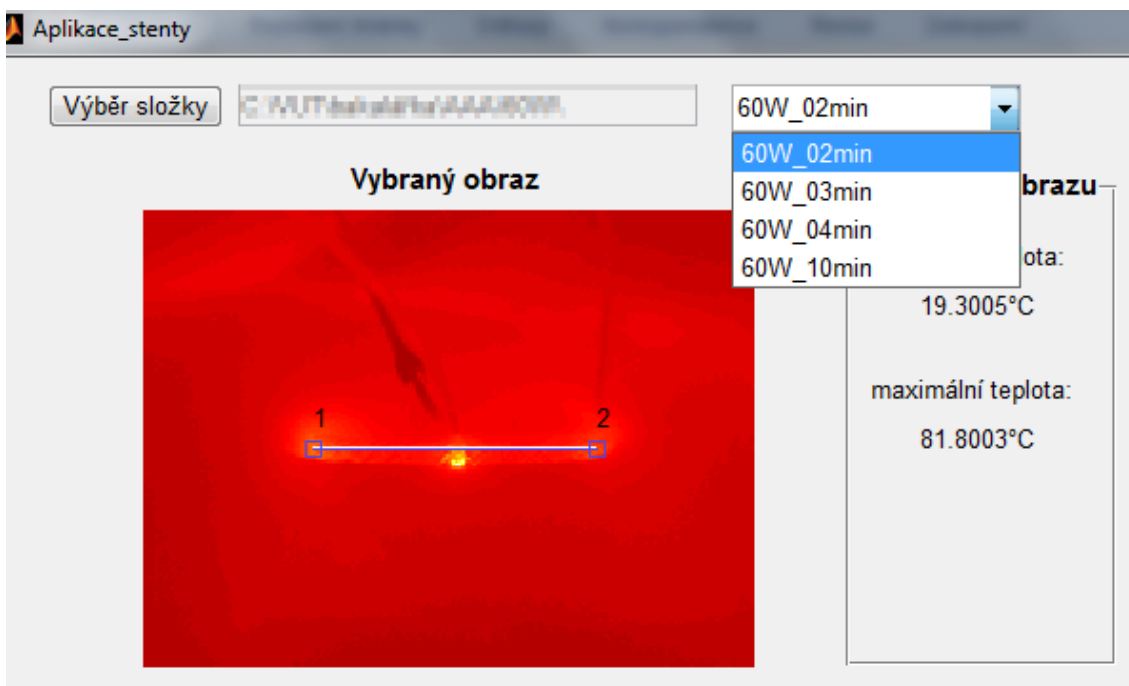 Aplikace_stenty
Výběr složky
60W_02min
60W_02min
60W_03min
60W_04min
60W_10min
Vybraný obraz
brazu
ota:
19.3005°C
maximální teplota:
81.8003°C
1
2